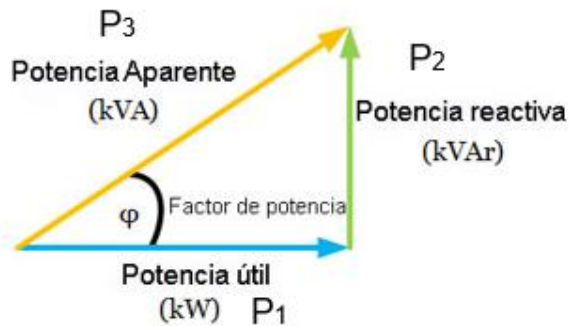 P3
Potencia Aparente
(kVA)
P2
Potencia reactiva
(kVAr)
φ
Factor de potencia
Potencia útil
(kW) P1